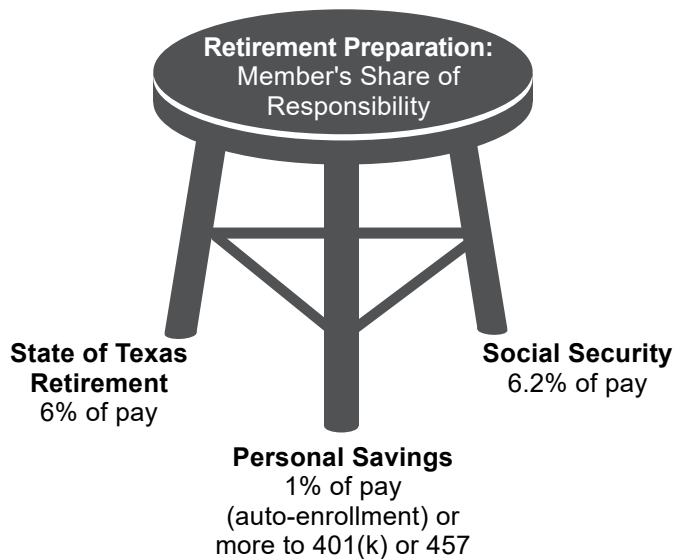 Retirement Preparation:
Member's Share of
Responsibility
State of Texas
Retirement
6% of pay
Social Security
6.2% of pay
Personal Savings
1% of pay
(auto-enrollment) or
more to 401(k) or 457